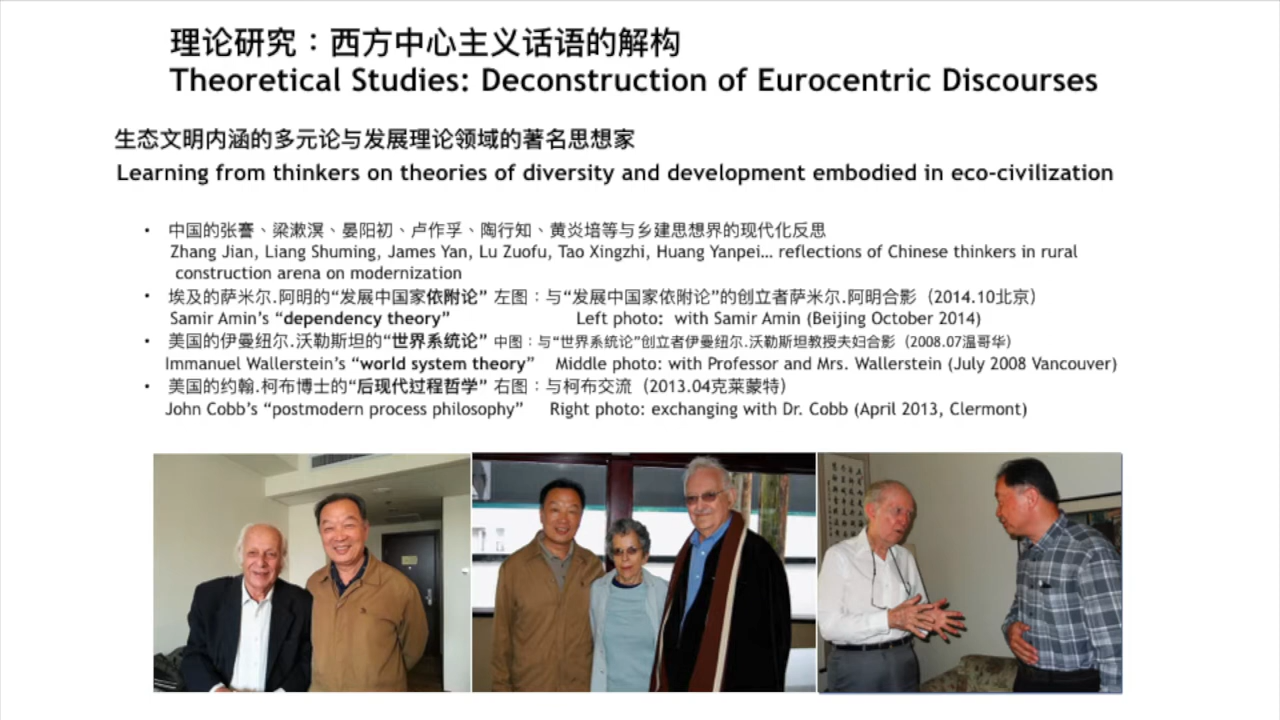 理论研究：西方中心主义话语的解构
Theoretical Studies: Deconstruction of Eurocentric Discourses
生态文明内涵的多元论与发展理论领域的著名思想家
Learning from thinkers on theories of diversity and development embodied in eco-civilization
• 中国的张謇、梁漱溟、晏阳初、卢作孚、陶行知、黄炎培等与乡建思想界的现代化反思
Zhang Jian, Liang Shuming, James Yan, Lu Zuofu, Tao Xingzhi, Huang Yanpei… reflections of Chinese thinkers in rural
construction arena on modernization
• 埃及的萨米尔.阿明的“发展中国家依附论” 左图：与“发展中国家依附论”的创立者萨米尔.阿明合影（2014.10北京）
Samir Amin’s “dependency theory” Left photo: with Samir Amin (Beijing October 2014)
• 美国的伊曼纽尔.沃勒斯坦的“世界系统论” 中图：与“世界系统论”创立者伊曼纽尔.沃勒斯坦教授夫妇合影（2008.07温哥华）
Immanuel Wallerstein’s “world system theory” Middle photo: with Professor and Mrs. Wallerstein (July 2008 Vancouver)
• 美国的约翰.柯布博士的“后现代过程哲学” 右图：与柯布交流（2013.04克莱蒙特）
John Cobb’s “postmodern process philosophy” Right photo: exchanging with Dr. Cobb (April 2013, Clermont)